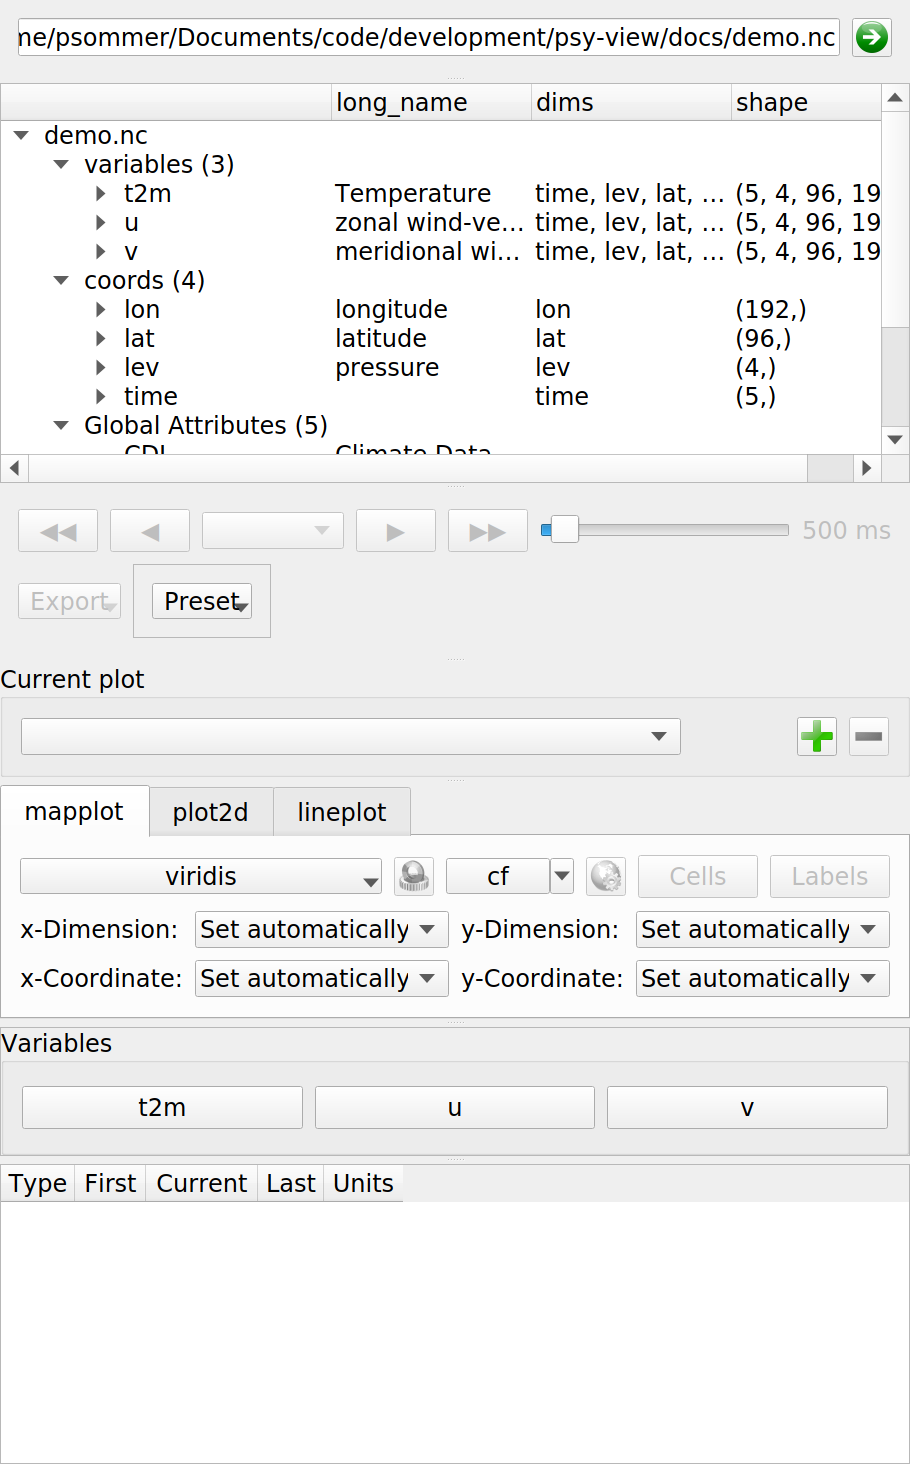 me/psommer/Documents/code/development/psy-view/docs/demo.nc
long_name dims shape
demo.nc
variables (3)
t2m Temperature time, lev, lat, ... (5, 4, 96, 19
u zonal wind-ve... time, lev, lat, ... (5, 4, 96, 19
v meridional wi... time, lev, lat, ... (5, 4, 96, 19
coords (4)
lon longitude lon (192,)
lat latitude lat (96,)
lev pressure lev (4,)
time time (5,)
Global Attributes (5)
CDI Climate Data
500 ms
Export Preset
Current plot
mapplot plot2d lineplot
viridis cf Cells Labels
x-Dimension: Set automatically y-Dimension: Set automatically
x-Coordinate: Set automatically y-Coordinate: Set automatically
Variables
t2m u v
Type First Current Last Units